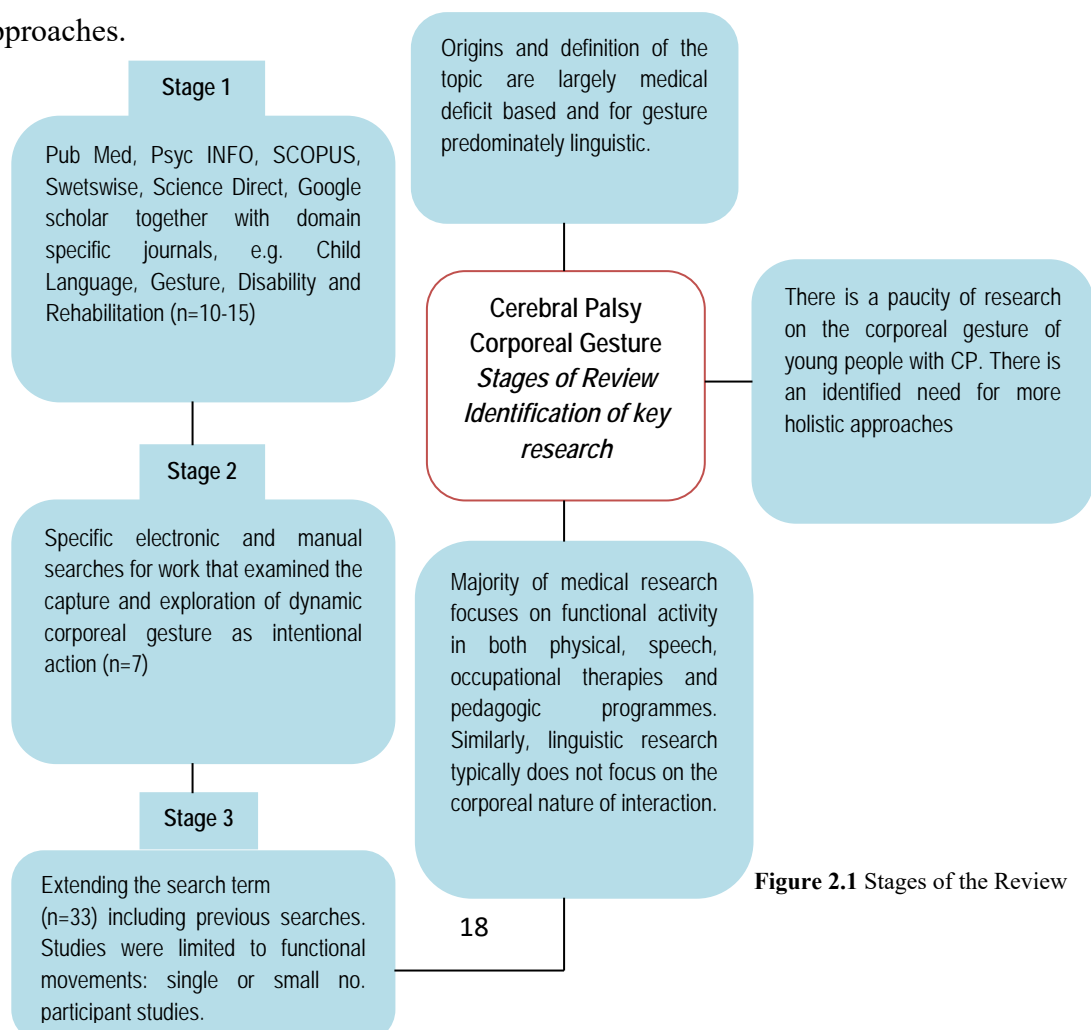 pproaches.
Stage 1
Pub Med, Psyc INFO, SCOPUS,
Swetswise, Science Direct, Google
scholar together with domain
specific journals, e.g. Child
Language, Gesture, Disability and
Rehabilitation (n=10-15)
Stage 2
Specific electronic and manual
searches for work that examined the
capture and exploration of dynamic
corporeal gesture as intentional
action (n=7)
Stage 3
Extending the search term
(n=33) including previous searches.
Studies were limited to functional
movements: single or small no.
participant studies.
Origins and definition of the
topic are largely medical
deficit based and for gesture
predominately linguistic.
Cerebral Palsy
Corporeal Gesture
Stages of Review
Identification of key
research
There is a paucity of research
on the corporeal gesture of
young people with CP. There is
an identified need for more
holistic approaches
Majority of medical research
focuses on functional activity
in both physical, speech,
occupational therapies and
pedagogic programmes.
Similarly, linguistic research
typically does not focus on the
corporeal nature of interaction.
Figure 2.1 Stages of the Review
18